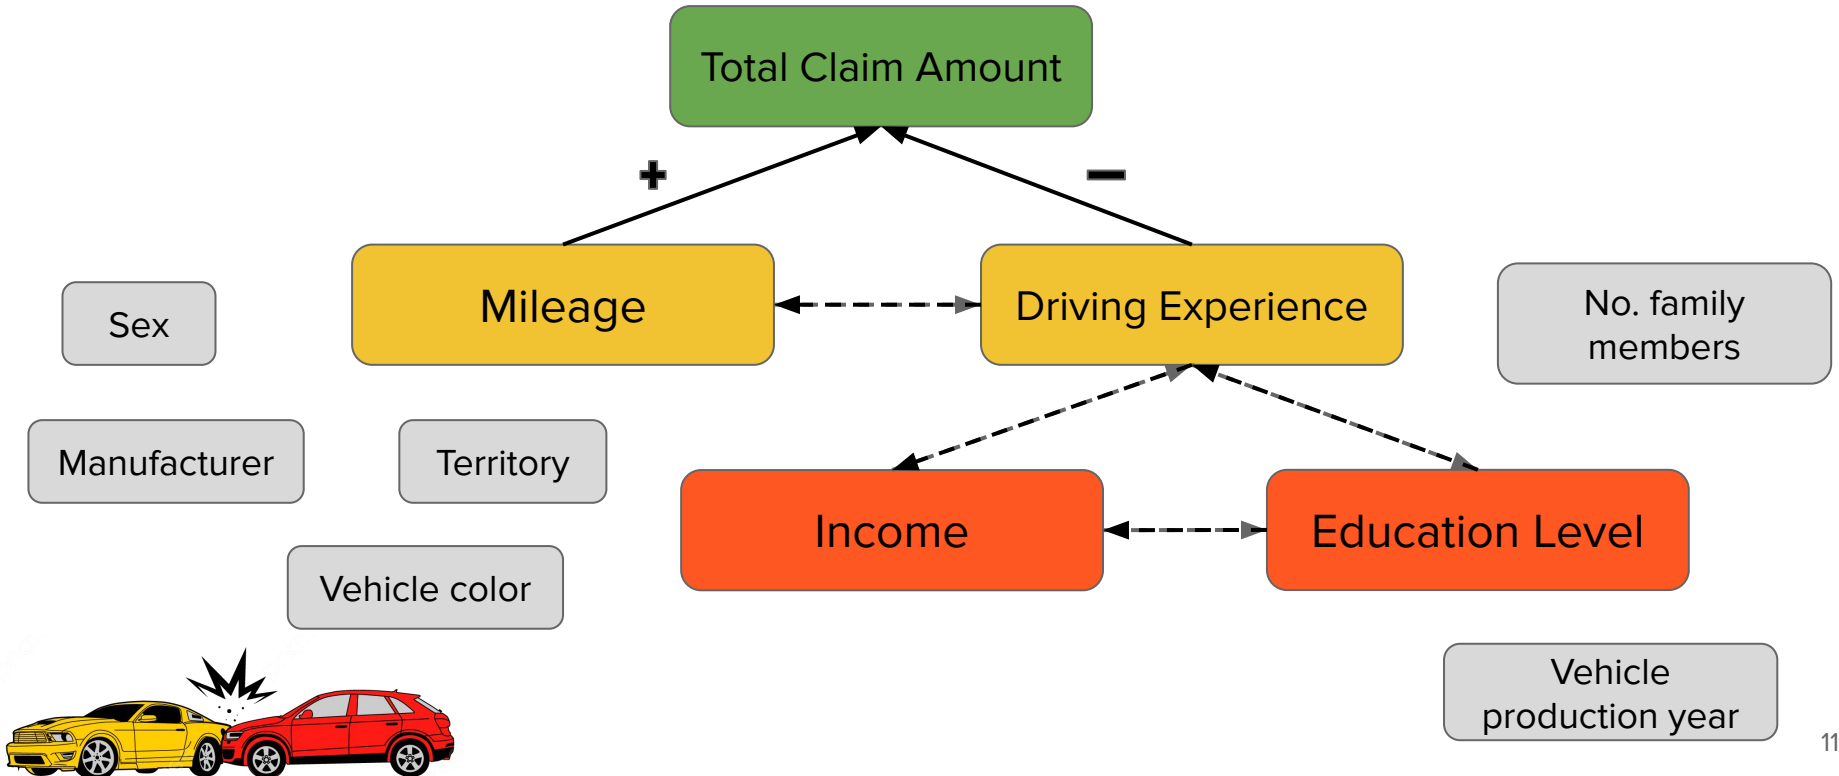 Total Claim Amount
+
−
Mileage
Driving Experience
Sex
No. family
members
Manufacturer
Territory
Income
Education Level
Vehicle color
Vehicle
production year
11